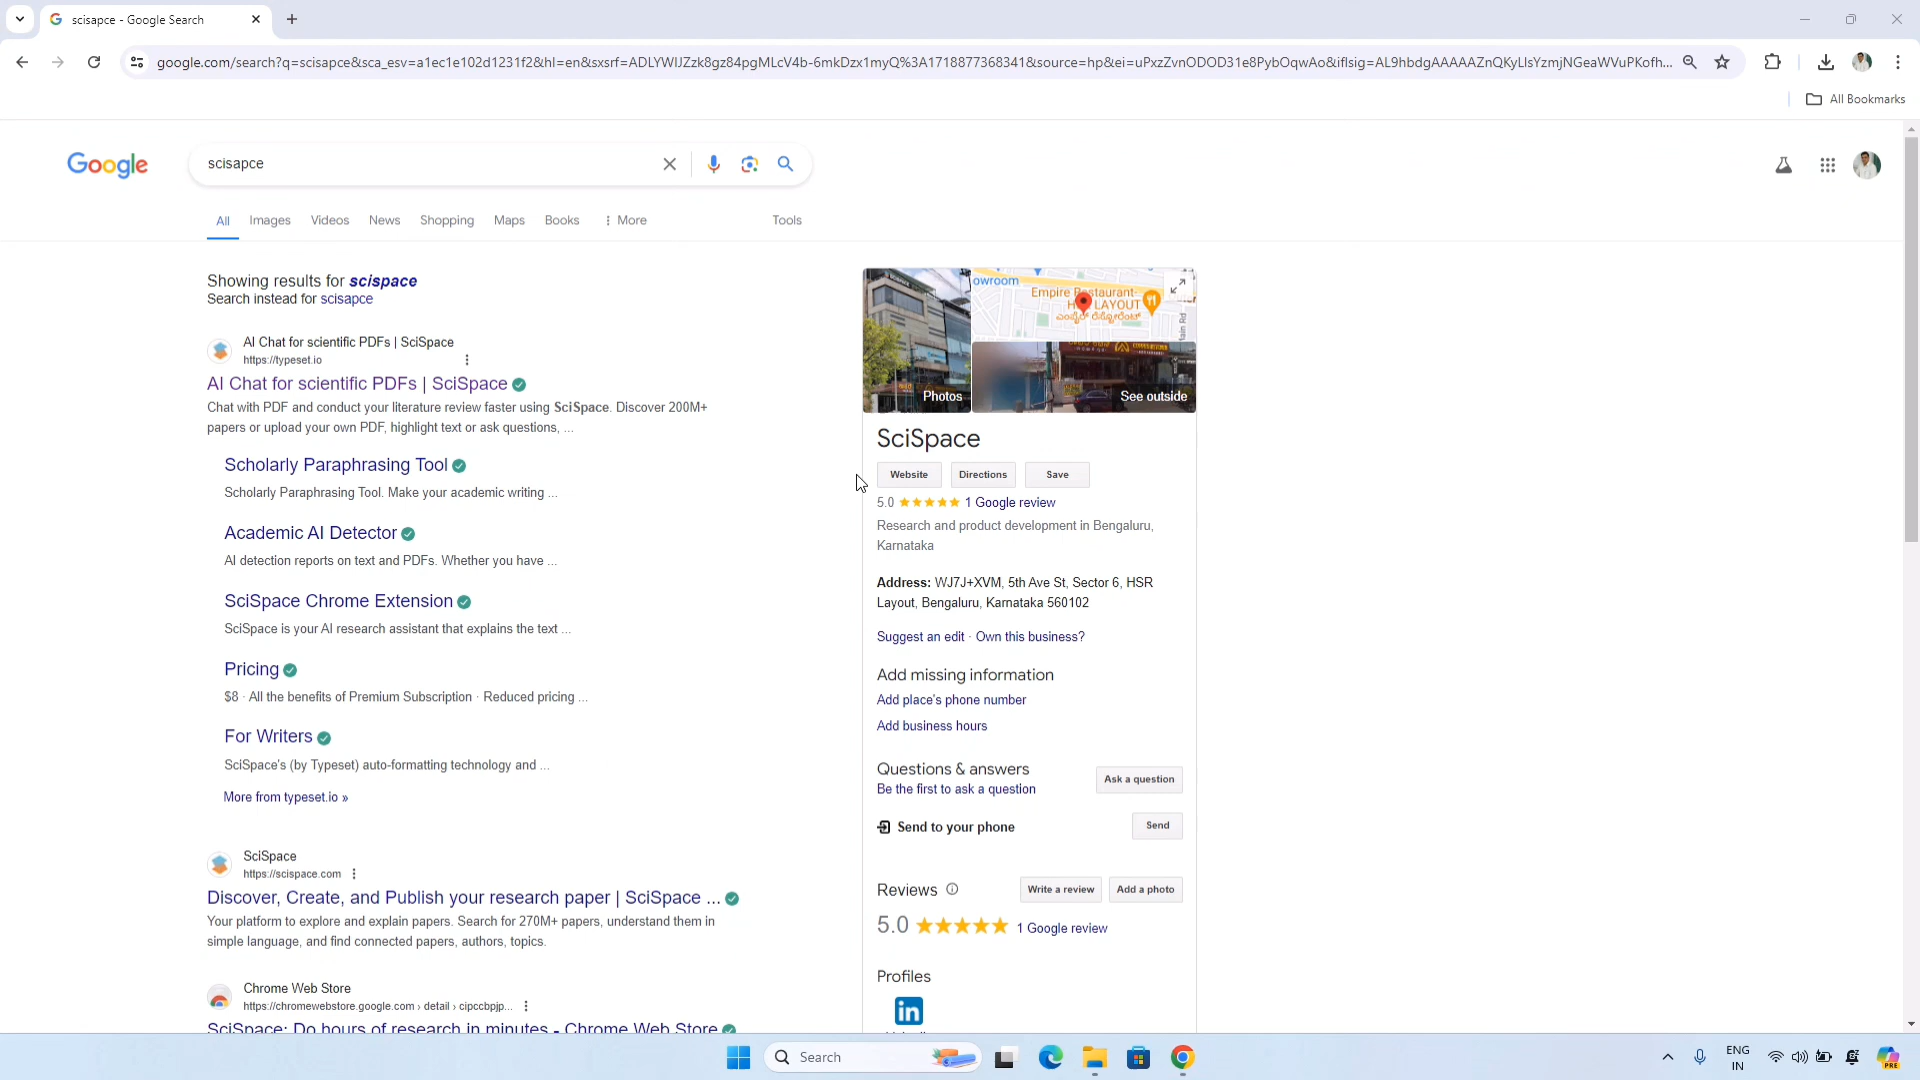 scisapce - Google Search
google.com/search?q=scisapce&sca_esv=a1ec1e102d1231f2&hl=en&sxsrf=ADLYWIJZzk8gz84pgMLcV4b-6mkDzx1myQ%3A1718877368341&source=hp&ei=uPxzZvnODOD31e8PybOqwAo&iflsig=AL9hbdgAAAAAZnQKyLlsYzmjNGeaWVuPKofh...
All Bookmarks
Google
scisapce
All Images Videos News Shopping Maps Books More Tools
Showing results for scispace
Search instead for scisapce
AI Chat for scientific PDFs | SciSpace
https://typeset.io
AI Chat for scientific PDFs | SciSpace
Chat with PDF and conduct your literature review faster using SciSpace. Discover 200M+
papers or upload your own PDF, highlight text or ask questions, ...
Scholarly Paraphrasing Tool
Scholarly Paraphrasing Tool. Make your academic writing ...
Academic AI Detector
AI detection reports on text and PDFs. Whether you have ...
SciSpace Chrome Extension
SciSpace is your AI research assistant that explains the text ...
Pricing
$8 · All the benefits of Premium Subscription · Reduced pricing ...
For Writers
SciSpace's (by Typeset) auto-formatting technology and ...
More from typeset.io »
SciSpace
https://scispace.com
Discover, Create, and Publish your research paper | SciSpace ...
Your platform to explore and explain papers. Search for 270M+ papers, understand them in
simple language, and find connected papers, authors, topics.
Chrome Web Store
https://chromewebstore.google.com › detail › cipccbpjp...
SciSpace: Do hours of research in minutes - Chrome Web Store
owroom
Empire Restaurant-
LAYOUT
ain Rd
Photos
See outside
SciSpace
Website Directions Save
5.0 1 Google review
Research and product development in Bengaluru,
Karnataka
Address: WJ7J+XVM, 5th Ave St, Sector 6, HSR
Layout, Bengaluru, Karnataka 560102
Suggest an edit · Own this business?
Add missing information
Add place's phone number
Add business hours
Questions & answers
Be the first to ask a question
Ask a question
Send to your phone
Send
Reviews
Write a review Add a photo
5.0 1 Google review
Profiles
in
Search
ENG
IN
PRE